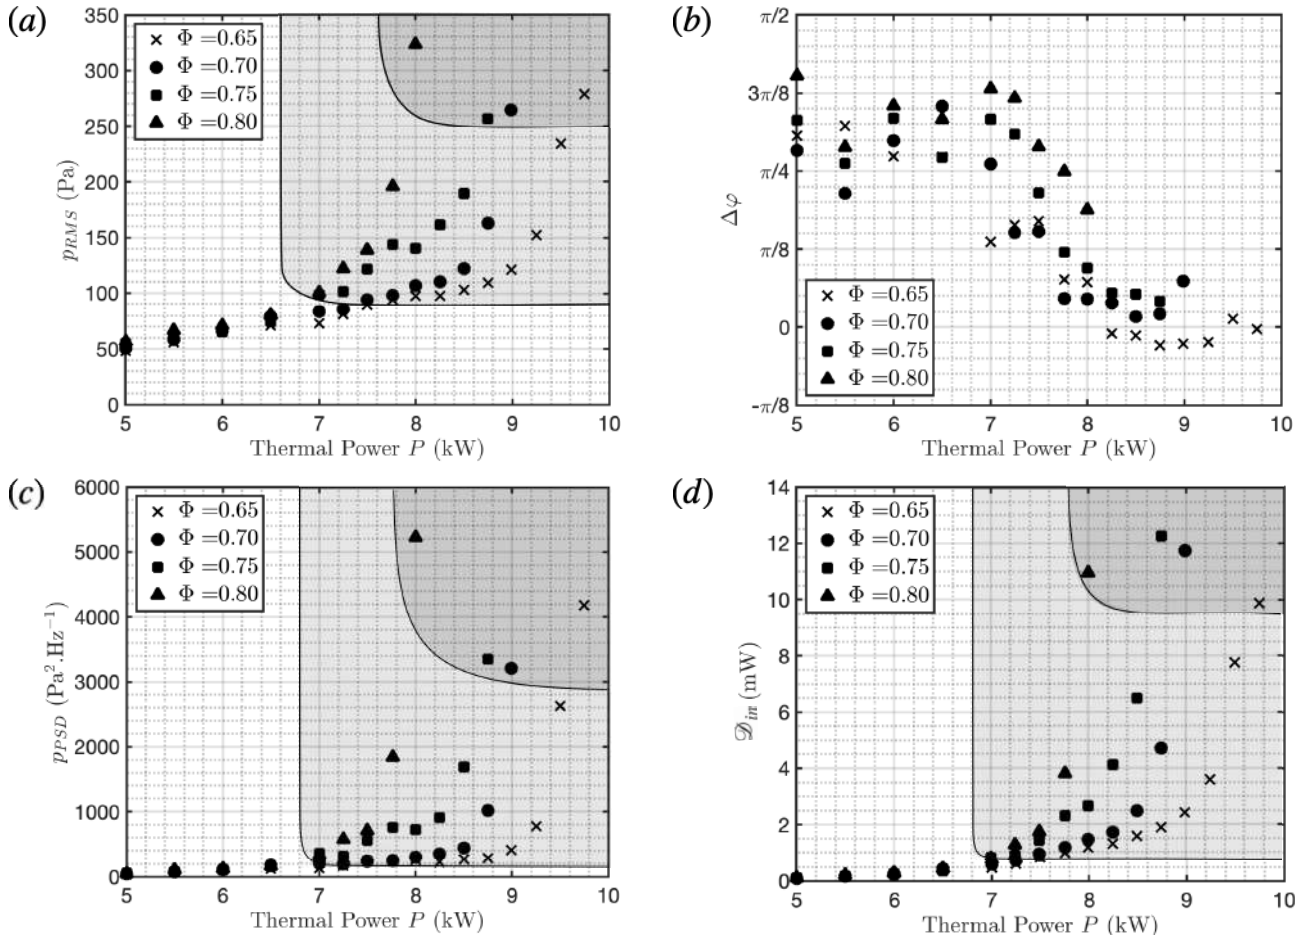 (a)
350
300
250
200
150
100
50
0
p_RMS (Pa)
× Φ =0.65
● Φ =0.70
■ Φ =0.75
▲ Φ =0.80
5 6 7 8 9 10
Thermal Power P (kW)
(b)
π/2
3π/8
π/4
π/8
0
-π/8
Δφ
× Φ =0.65
● Φ =0.70
■ Φ =0.75
▲ Φ =0.80
5 6 7 8 9 10
Thermal Power P (kW)
(c)
6000
5000
4000
3000
2000
1000
0
p_PSD (Pa².Hz⁻¹)
× Φ =0.65
● Φ =0.70
■ Φ =0.75
▲ Φ =0.80
5 6 7 8 9 10
Thermal Power P (kW)
(d)
14
12
10
8
6
4
2
0
𝒟_in (mW)
× Φ =0.65
● Φ =0.70
■ Φ =0.75
▲ Φ =0.80
5 6 7 8 9 10
Thermal Power P (kW)